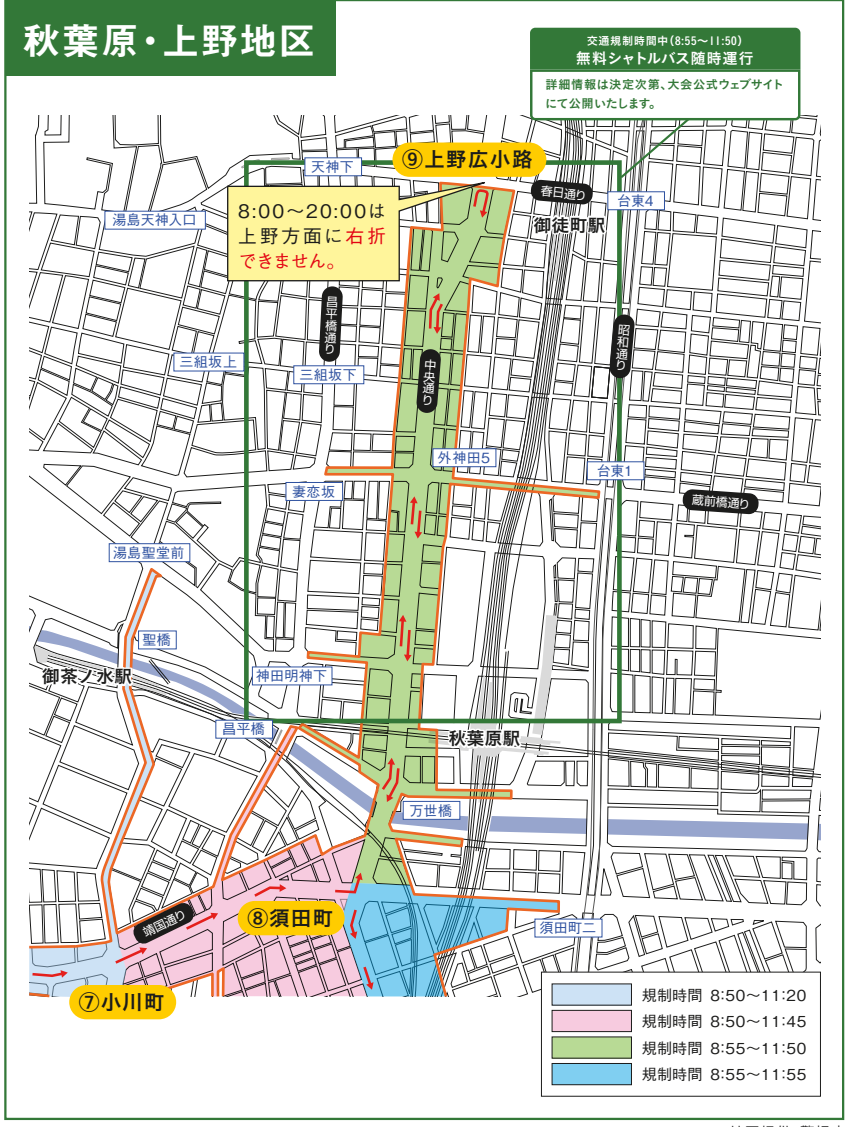 秋葉原・上野地区
交通規制時間中(8:55〜11:50)
無料シャトルバス随時運行
詳細情報は決定次第、大会公式ウェブサイト
にて公開いたします。
天神下
⑨上野広小路
春日通り
台東4
湯島天神入口
8:00〜20:00は
上野方面に右折
できません。
御徒町駅
昌平橋通り
昭和通り
三組坂上
三組坂下
中央通り
外神田5
台東1
妻恋坂
蔵前橋通り
湯島聖堂前
聖橋
御茶ノ水駅
神田明神下
昌平橋
秋葉原駅
万世橋
靖国通り
⑧須田町
須田町二
⑦小川町
規制時間 8:50〜11:20
規制時間 8:50〜11:45
規制時間 8:55〜11:50
規制時間 8:55〜11:55